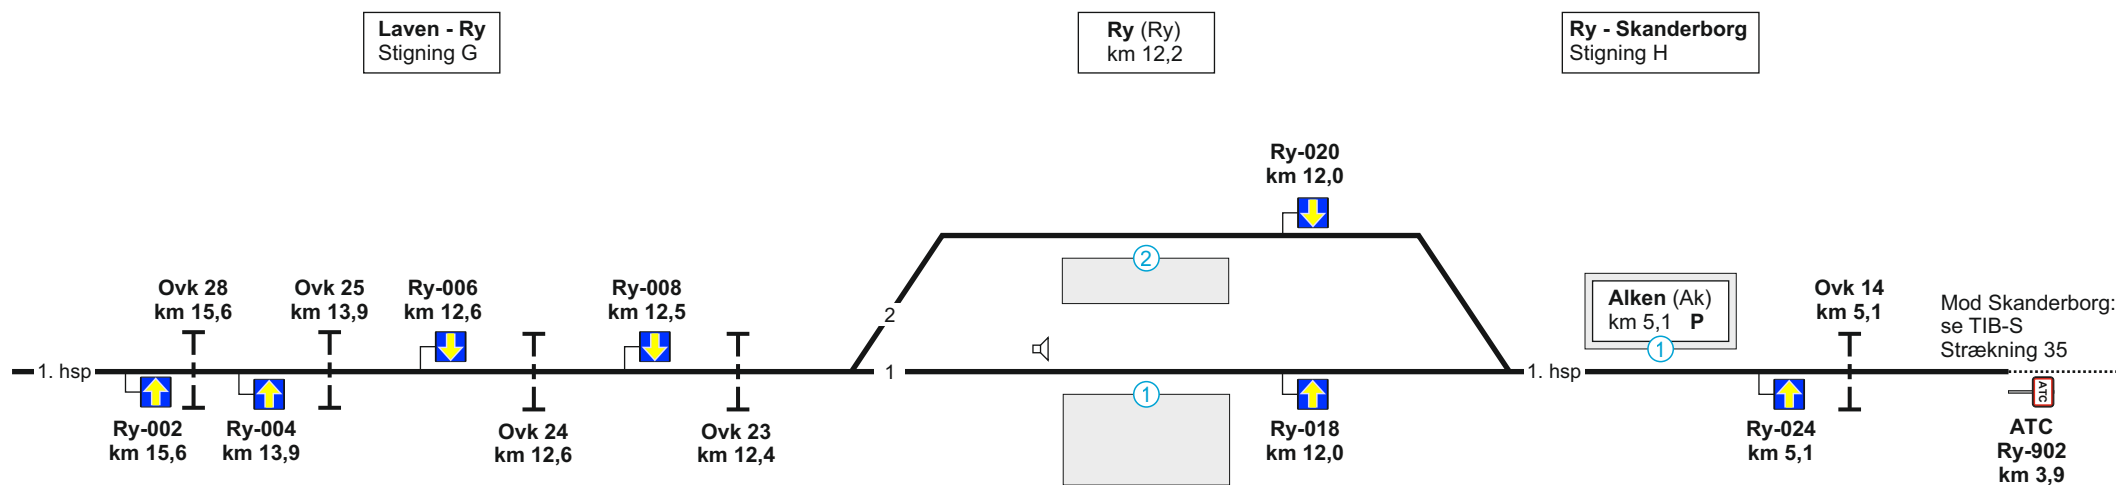 Laven - Ry
Stigning G
Ry (Ry)
km 12,2
Ry - Skanderborg
Stigning H
Ry-020
km 12,0
2
Ovk 28
km 15,6
Ovk 25
km 13,9
Ry-006
km 12,6
Ry-008
km 12,5
2
Alken (Ak)
km 5,1 P
1
Ovk 14
km 5,1
Mod Skanderborg:
se TIB-S
Strækning 35
1. hsp
1
1. hsp
1
ATC
Ry-002
km 15,6
Ry-004
km 13,9
Ovk 24
km 12,6
Ovk 23
km 12,4
Ry-018
km 12,0
Ry-024
km 5,1
ATC
Ry-902
km 3,9